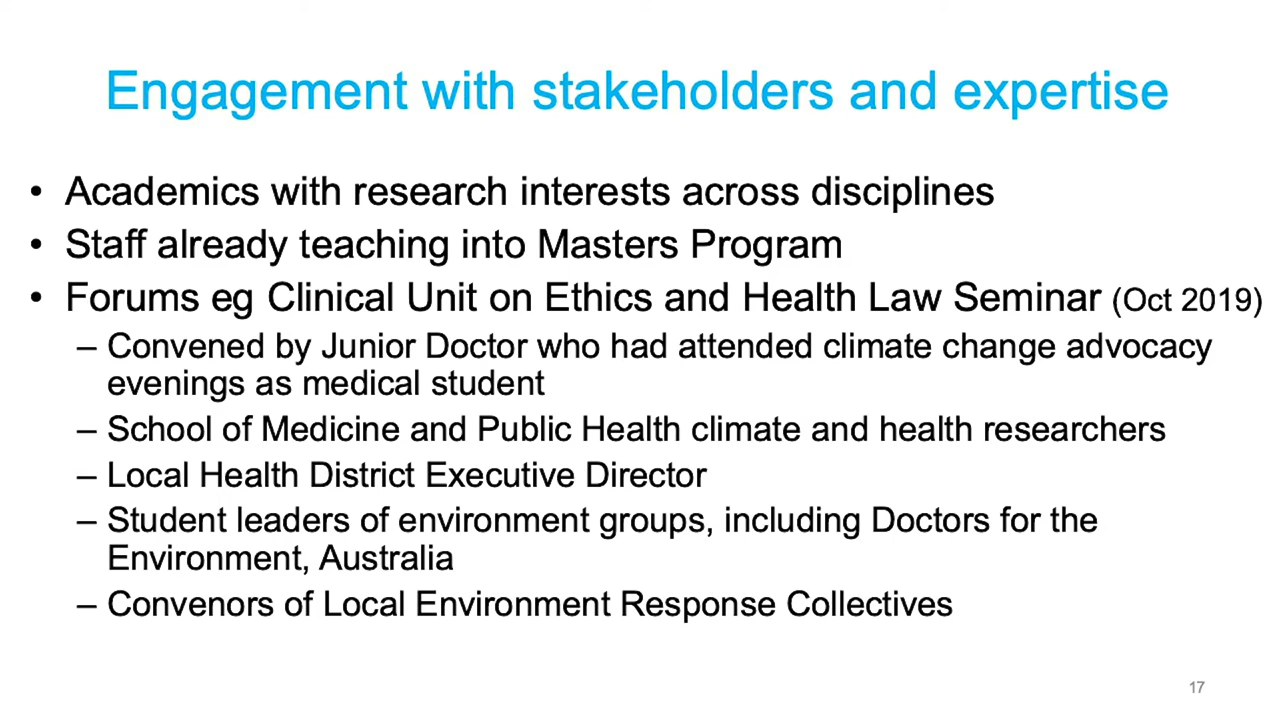 Engagement with stakeholders and expertise
• Academics with research interests across disciplines
• Staff already teaching into Masters Program
• Forums eg Clinical Unit on Ethics and Health Law Seminar (Oct 2019)
– Convened by Junior Doctor who had attended climate change advocacy
evenings as medical student
– School of Medicine and Public Health climate and health researchers
– Local Health District Executive Director
– Student leaders of environment groups, including Doctors for the
Environment, Australia
– Convenors of Local Environment Response Collectives
17